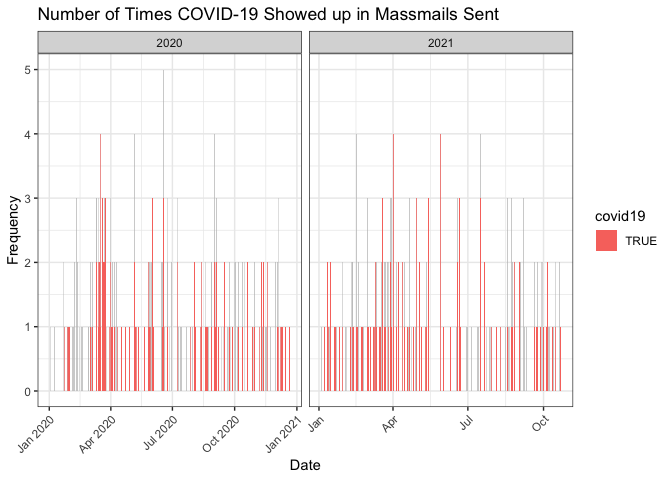 Number of Times COVID-19 Showed up in Massmails Sent
2020
2021
5
4
3
2
1
0
Frequency
Jan 2020
Apr 2020
Jul 2020
Oct 2020
Jan 2021
Jan
Apr
Jul
Oct
Date
covid19
TRUE